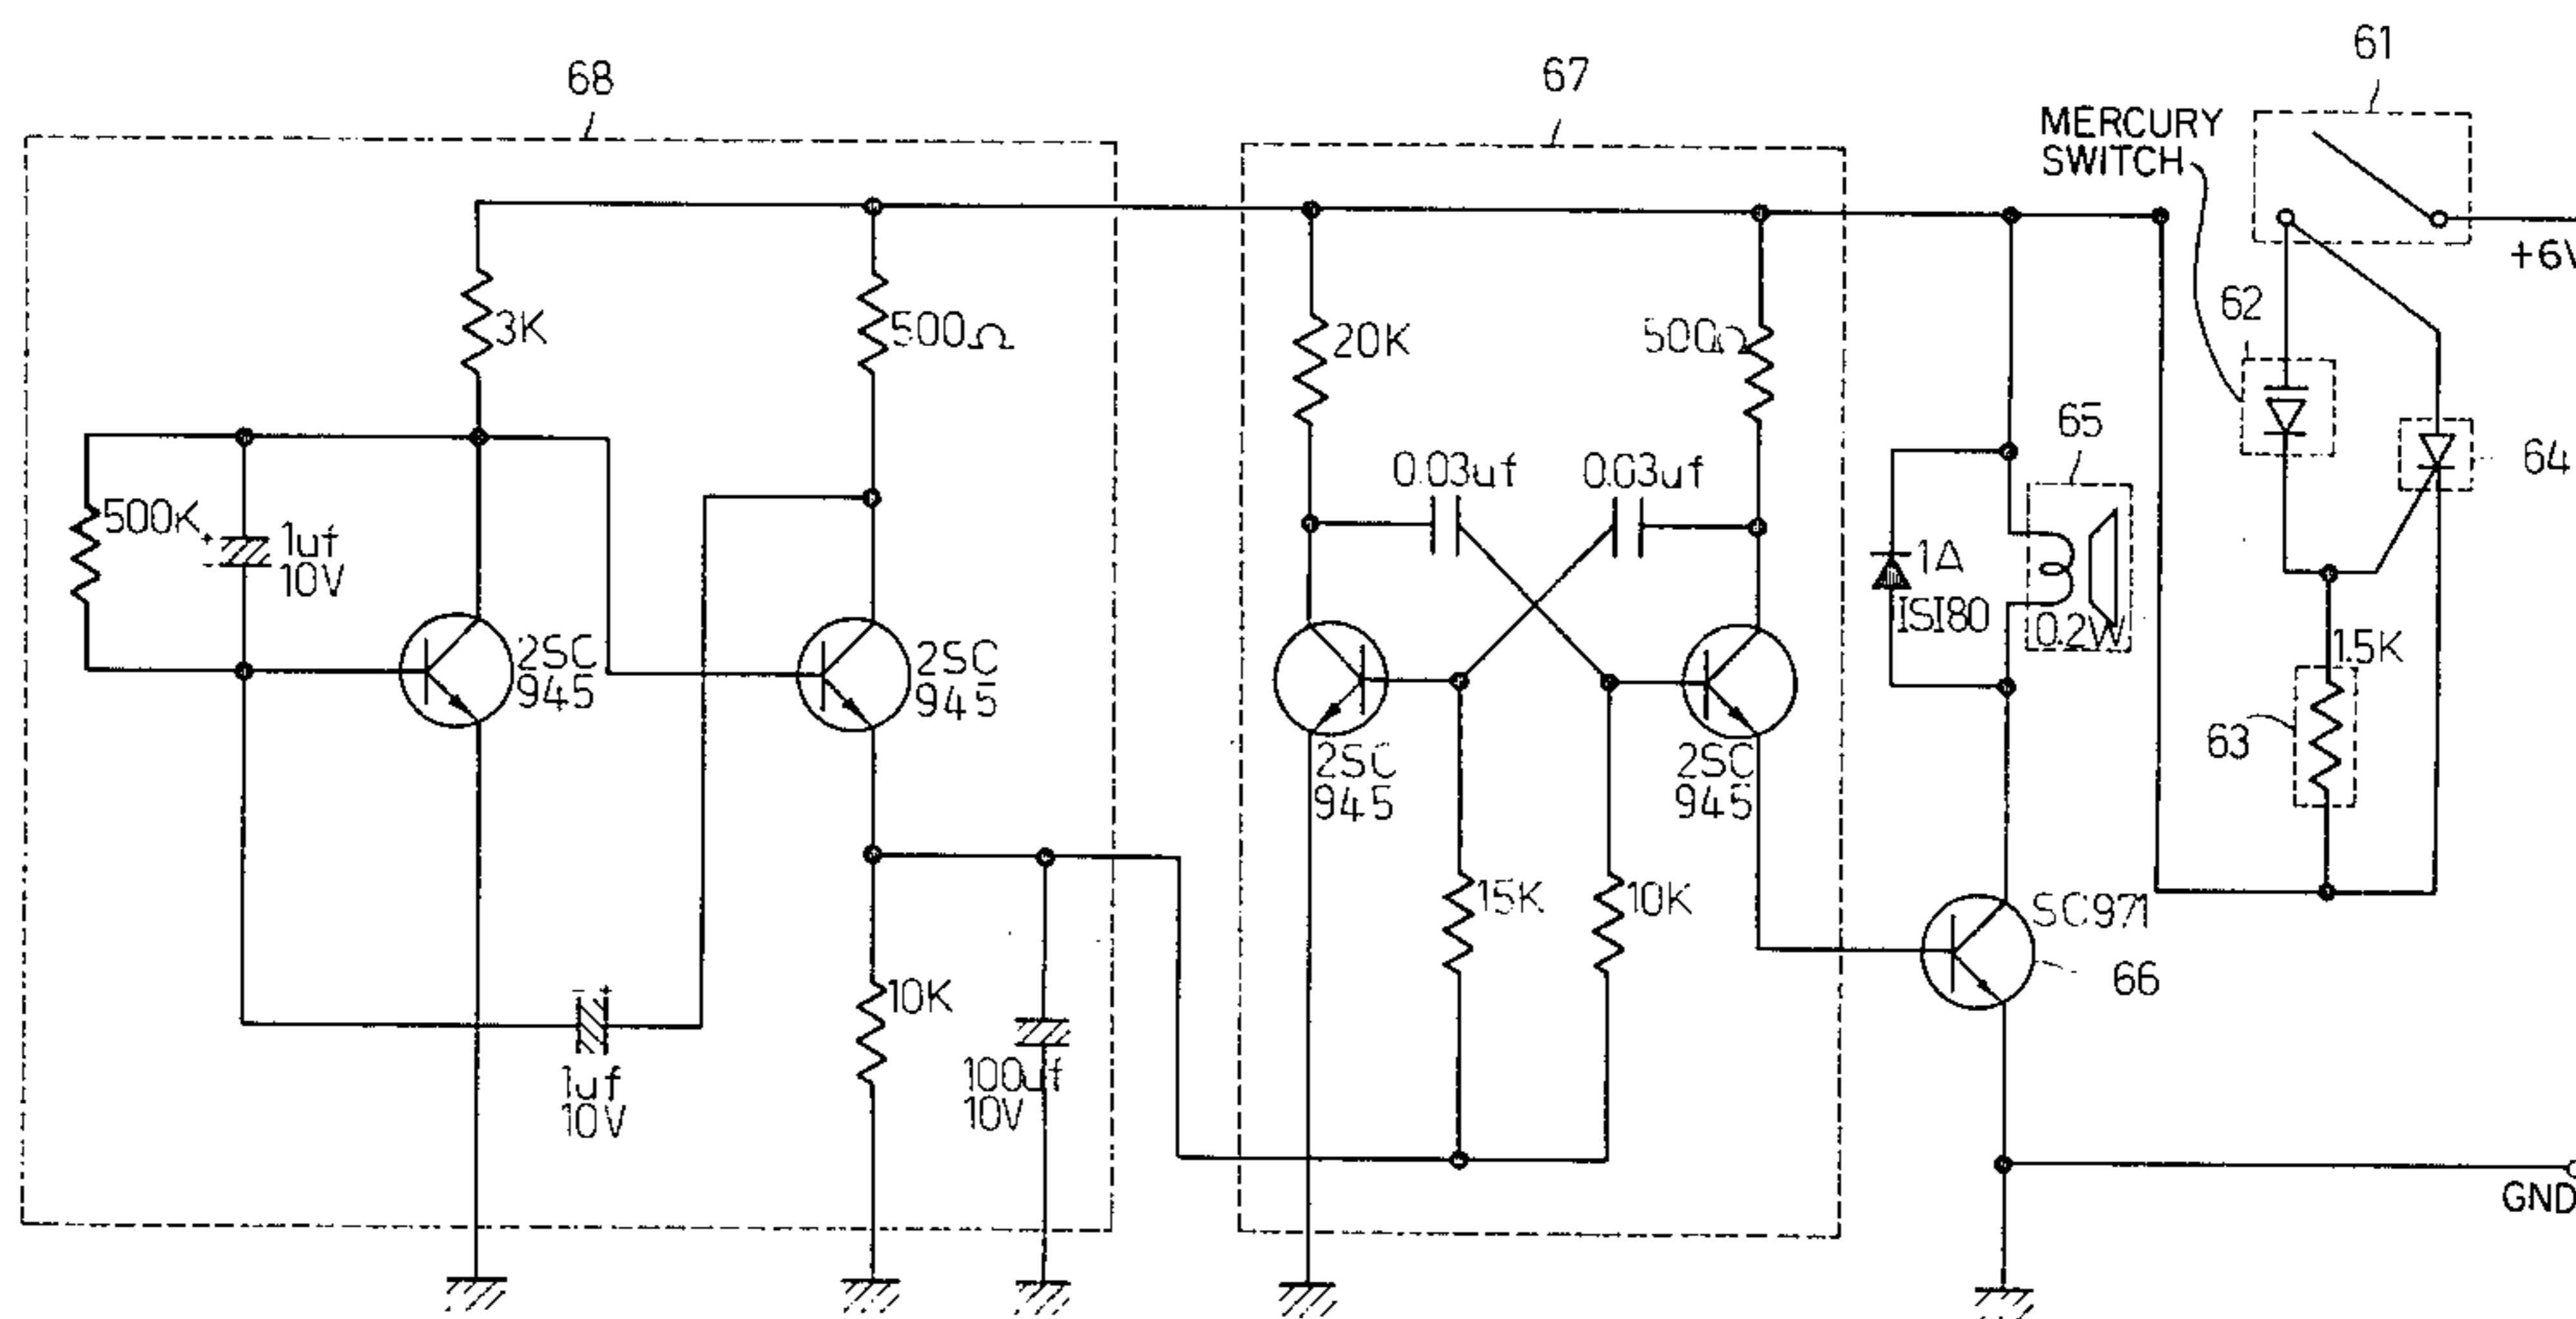 68
67
61
MERCURY
SWITCH
+6V
62
3K
500Ω
20K
500Ω
65
64
0.03uf
0.03uf
500K
+
-
1uf
10V
1A
ISI80
0.2W
1.5K
2SC
945
2SC
945
63
2SC
945
2SC
945
15K
10K
SC971
66
10K
- +
1uf
10V
100uf
10V
GND